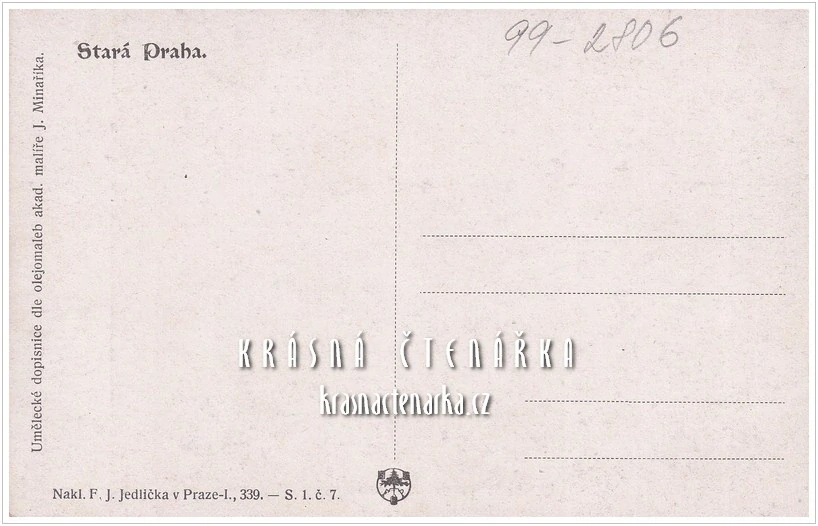 99-2806
Stará Praha.
Umělecké dopisnice dle olejomaleb akad. malíře J. Minaříka.
KRÁSNÁ ČTENÁŘKA
krasnactenarka.cz
Nakl. F. J. Jedlička v Praze-I., 339. — S. 1. č. 7.